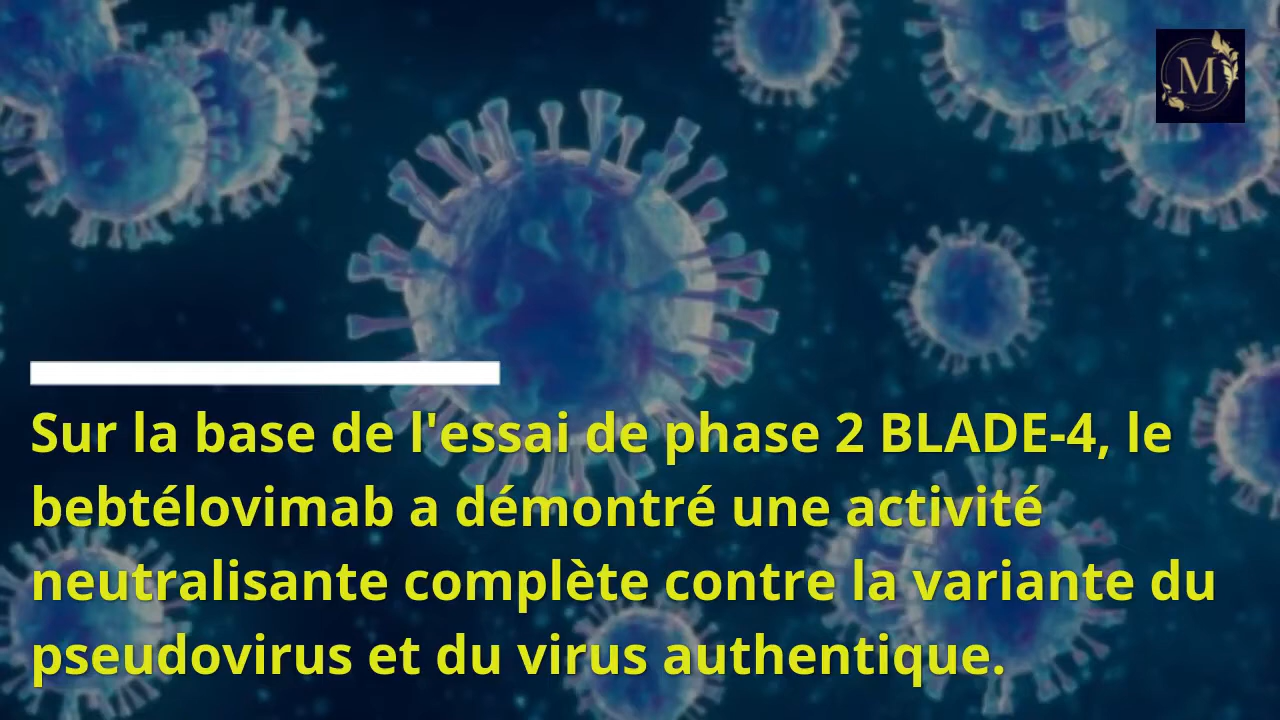 M
Sur la base de l'essai de phase 2 BLADE-4, le
bebtélovimab a démontré une activité
neutralisante complète contre la variante du
pseudovirus et du virus authentique.